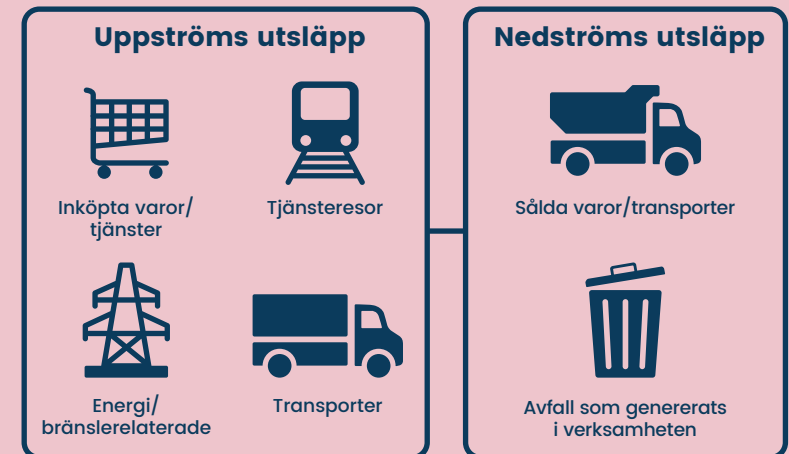 Uppströms utsläpp
Inköpta varor/
tjänster
Tjänsteresor
Energi/
bränslerelaterade
Transporter
Nedströms utsläpp
Sålda varor/transporter
Avfall som genererats
i verksamheten